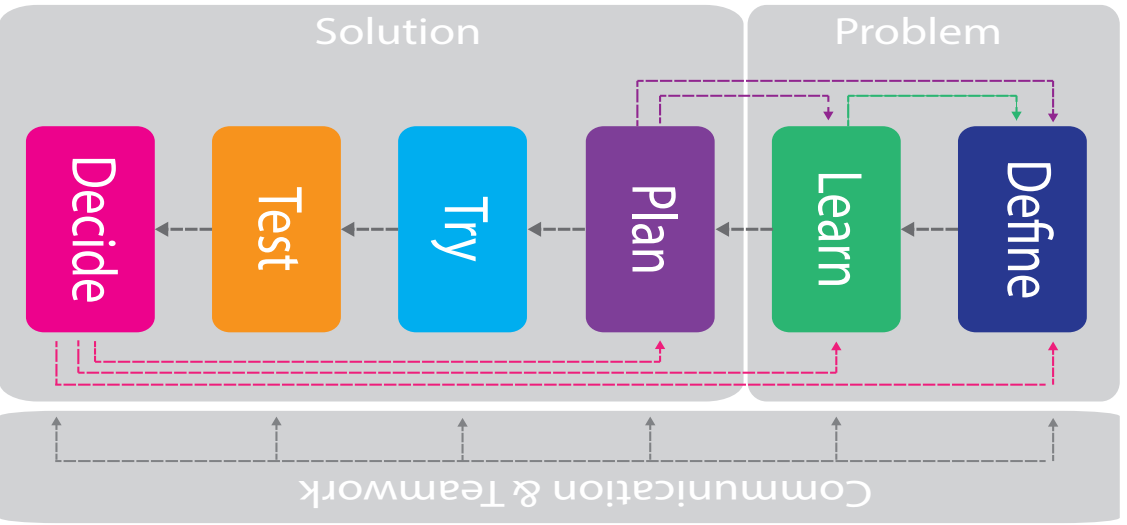 Solution
Problem
Decide
Test
Try
Plan
Learn
Define
Communication & Teamwork